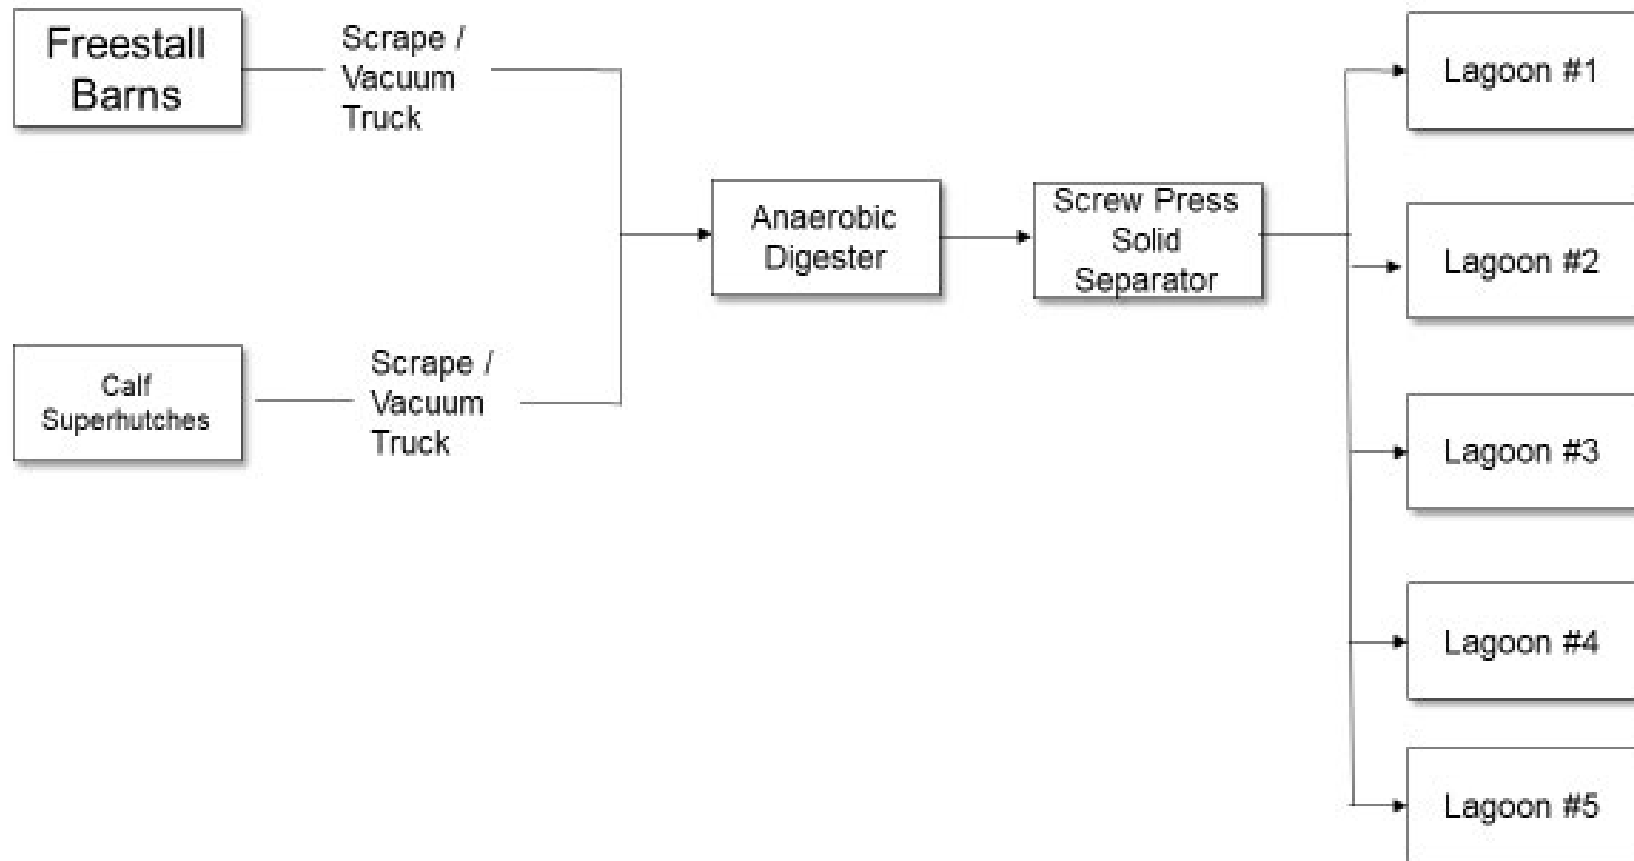 Freestall
Barns
Scrape /
Vacuum
Truck
Calf
Superhutches
Scrape /
Vacuum
Truck
Anaerobic
Digester
Screw Press
Solid
Separator
Lagoon #1
Lagoon #2
Lagoon #3
Lagoon #4
Lagoon #5